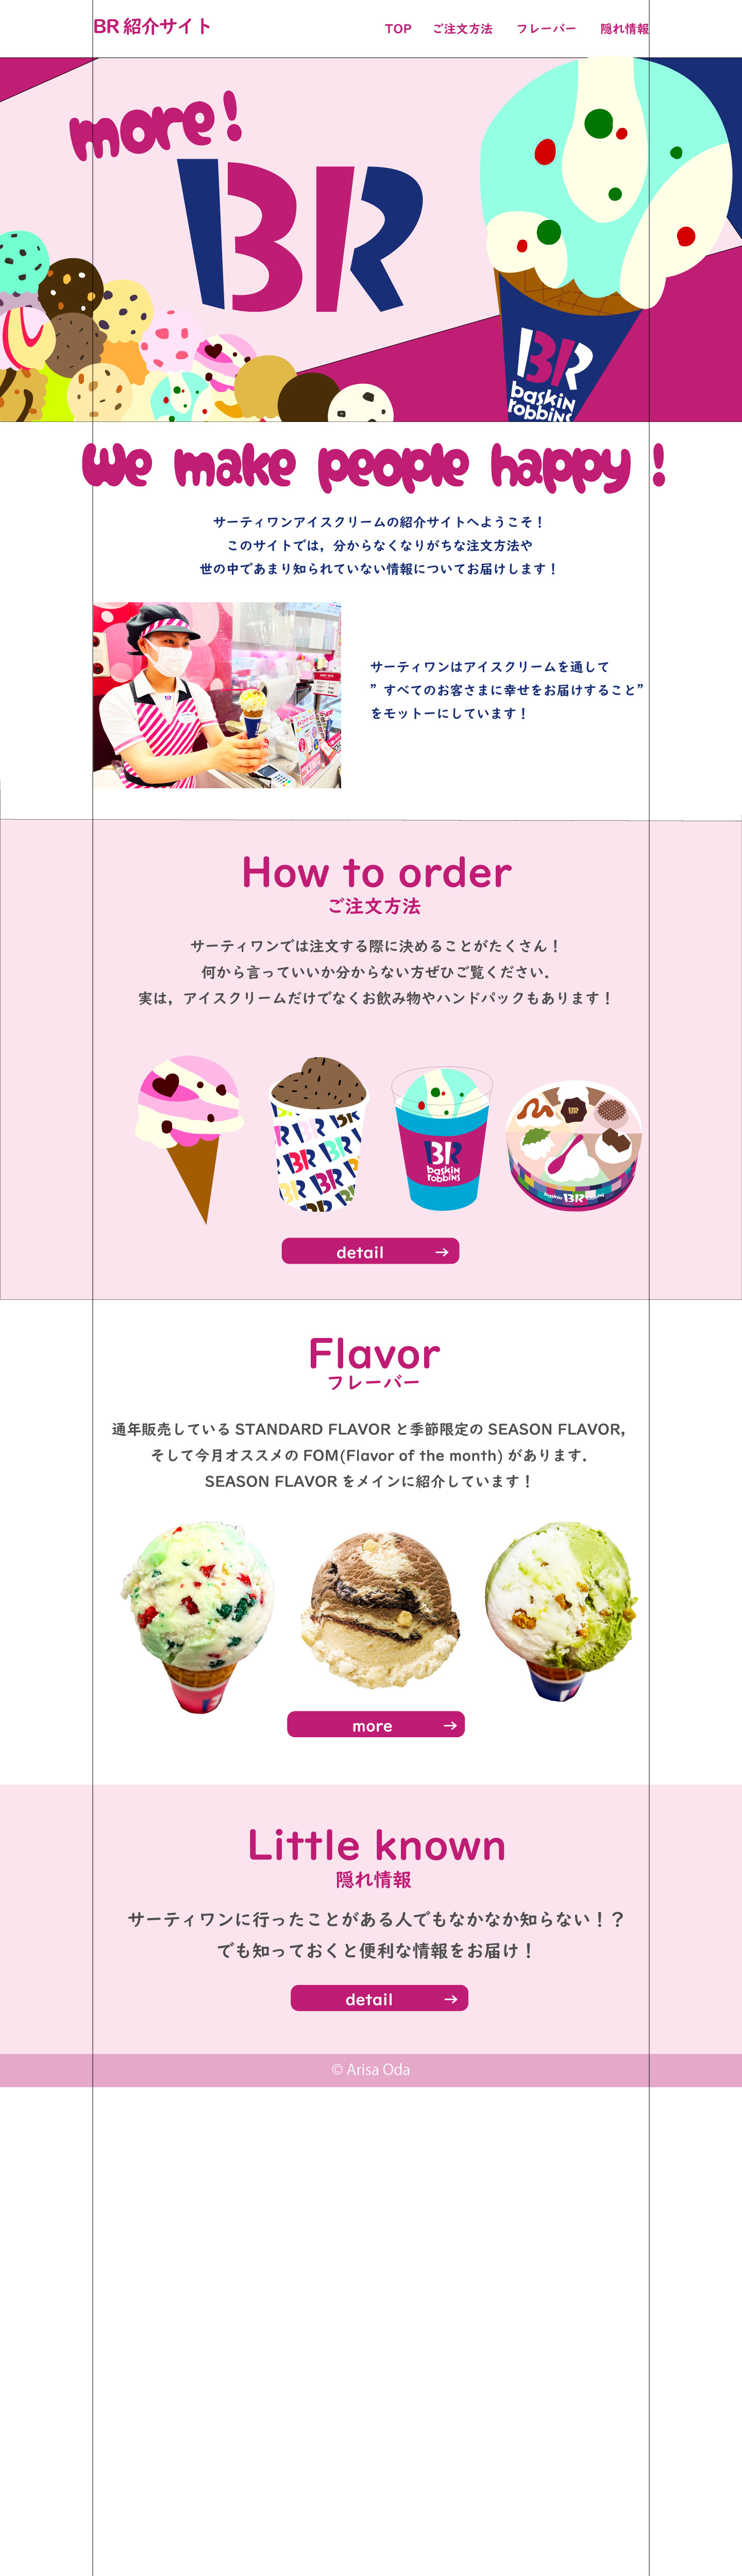 BR 紹介サイト
TOP ご注文方法 フレーバー 隠れ情報
more!
BR
BR
baskin
robbins
We make people happy !
サーティワンアイスクリームの紹介サイトへようこそ！
このサイトでは，分からなくなりがちな注文方法や
世の中であまり知られていない情報についてお届けします！
サーティワンはアイスクリームを通して
”すべてのお客さまに幸せをお届けすること”
をモットーにしています！
How to order
ご注文方法
サーティワンでは注文する際に決めることがたくさん！
何から言っていいか分からない方ぜひご覧ください．
実は，アイスクリームだけでなくお飲み物やハンドパックもあります！
BR
baskin
robbins
detail →
Flavor
フレーバー
通年販売している STANDARD FLAVOR と季節限定の SEASON FLAVOR，
そして今月オススメの FOM(Flavor of the month) があります．
SEASON FLAVOR をメインに紹介しています！
more →
Little known
隠れ情報
サーティワンに行ったことがある人でもなかなか知らない！？
でも知っておくと便利な情報をお届け！
detail →
© Arisa Oda